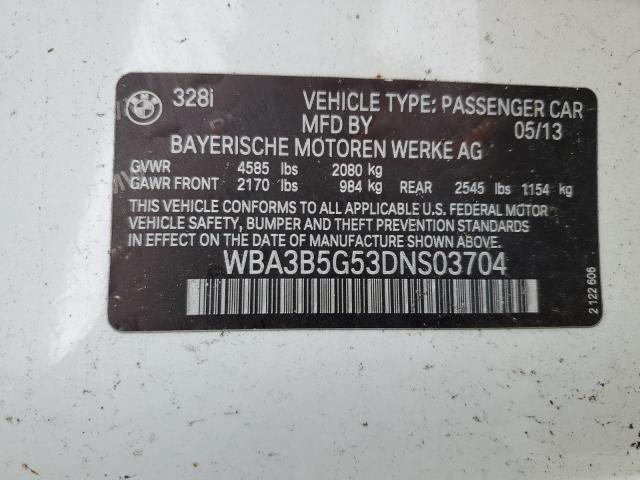 BMW 328i VEHICLE TYPE: PASSENGER CAR
MFD BY 05/13
BAYERISCHE MOTOREN WERKE AG
GVWR 4585 lbs 2080 kg
GAWR FRONT 2170 lbs 984 kg REAR 2545 lbs 1154 kg
THIS VEHICLE CONFORMS TO ALL APPLICABLE U.S. FEDERAL MOTOR
VEHICLE SAFETY, BUMPER AND THEFT PREVENTION STANDARDS
IN EFFECT ON THE DATE OF MANUFACTURE SHOWN ABOVE.
WBA3B5G53DNS03704
2 122 606